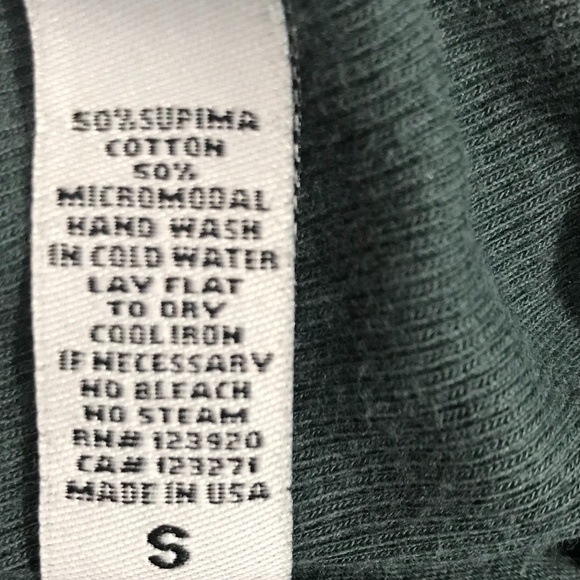 50% SUPIMA
COTTON
50%
MICROMODAL
HAND WASH
IN COLD WATER
LAY FLAT
TO DRY
COOL IRON
IF NECESSARY
NO BLEACH
NO STEAM
RN# 123920
CA# 123271
MADE IN USA
S